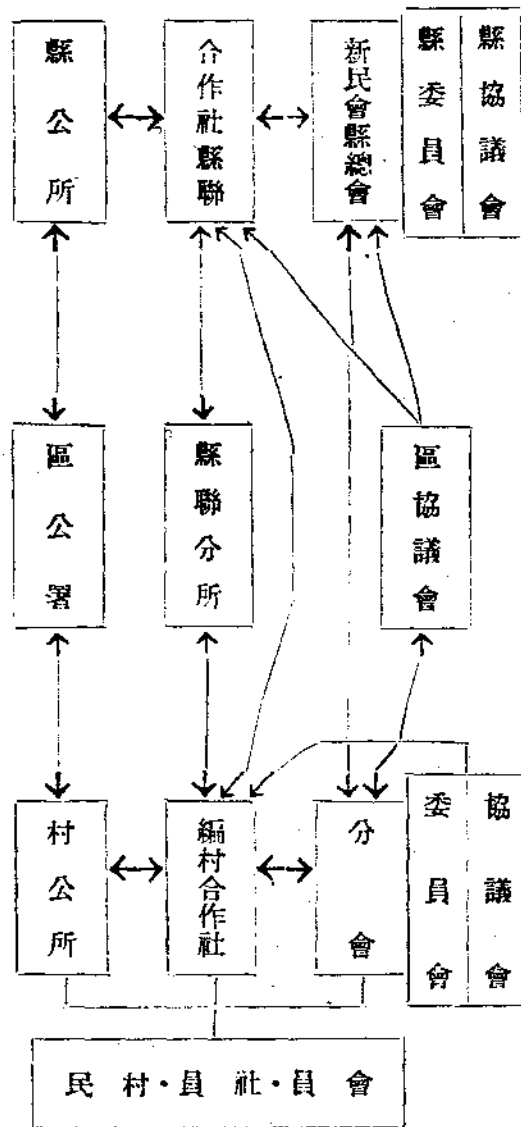 縣協議會
縣委員會
新民會縣總會
合作社縣聯
縣公所
區協議會
縣聯分所
區公署
協議會
委員會
分會
編村合作社
村公所
會員・社員・村民